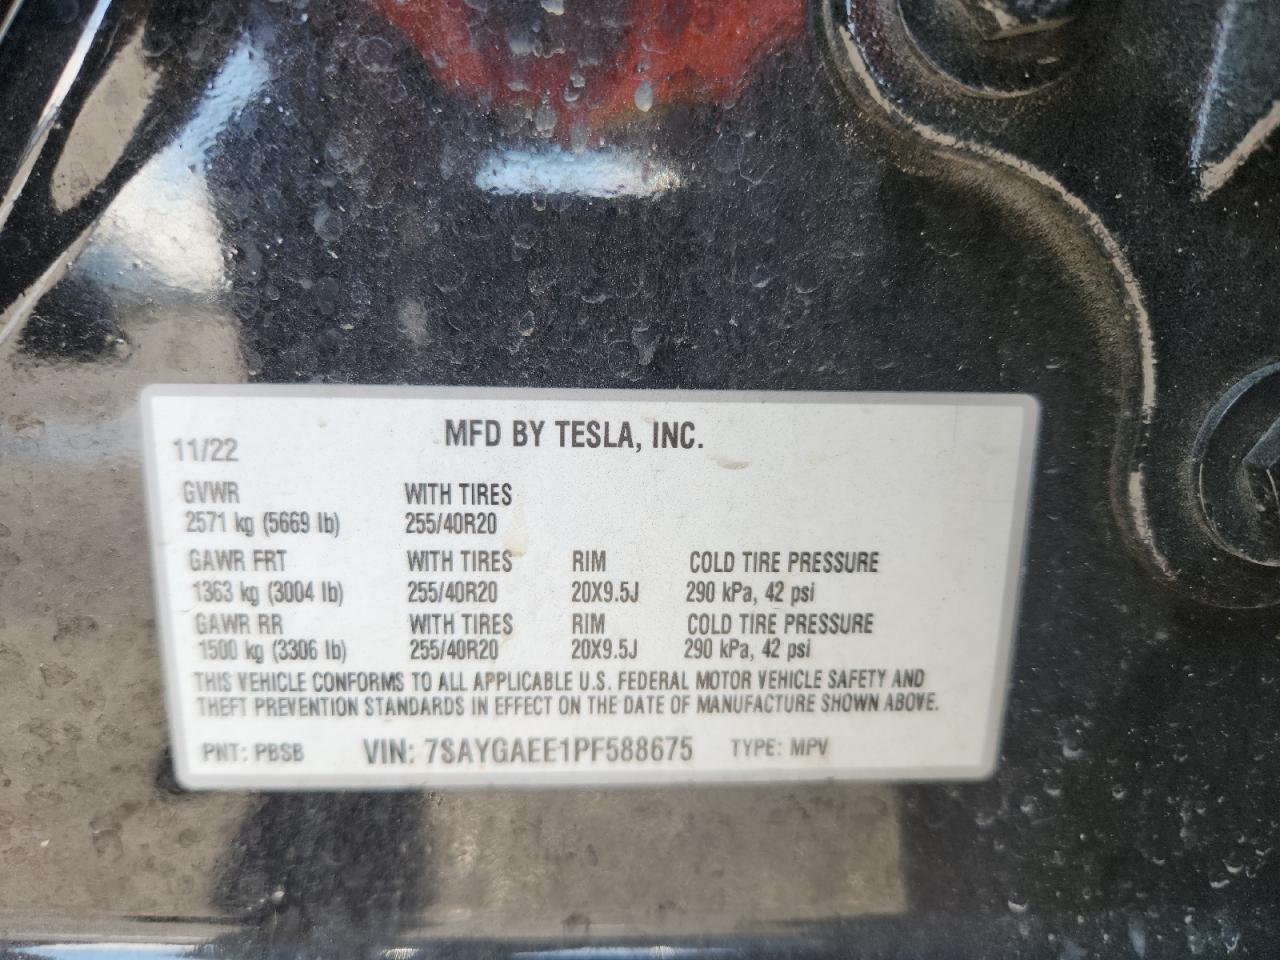 MFD BY TESLA, INC.
11/22
GVWR WITH TIRES
2571 kg (5669 lb) 255/40R20
GAWR FRT WITH TIRES RIM COLD TIRE PRESSURE
1363 kg (3004 lb) 255/40R20 20X9.5J 290 kPa, 42 psi
GAWR RR WITH TIRES RIM COLD TIRE PRESSURE
1500 kg (3306 lb) 255/40R20 20X9.5J 290 kPa, 42 psi
THIS VEHICLE CONFORMS TO ALL APPLICABLE U.S. FEDERAL MOTOR VEHICLE SAFETY AND
THEFT PREVENTION STANDARDS IN EFFECT ON THE DATE OF MANUFACTURE SHOWN ABOVE.
PNT: PBSB VIN: 7SAYGAEE1PF588675 TYPE: MPV